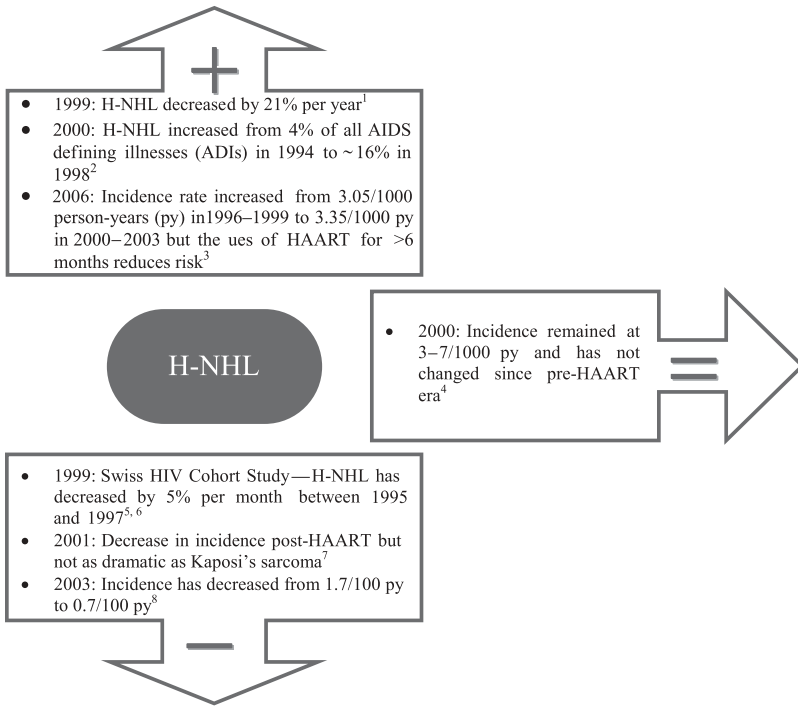 +
● 1999: H-NHL decreased by 21% per year1
● 2000: H-NHL increased from 4% of all AIDS
defining illnesses (ADIs) in 1994 to ~16% in
19982
● 2006: Incidence rate increased from 3.05/1000
person-years (py) in1996–1999 to 3.35/1000 py
in 2000–2003 but the ues of HAART for >6
months reduces risk3
H-NHL
● 2000: Incidence remained at
3–7/1000 py and has not
changed since pre-HAART
era4
=
● 1999: Swiss HIV Cohort Study—H-NHL has
decreased by 5% per month between 1995
and 19975, 6
● 2001: Decrease in incidence post-HAART but
not as dramatic as Kaposi’s sarcoma7
● 2003: Incidence has decreased from 1.7/100 py
to 0.7/100 py8
−